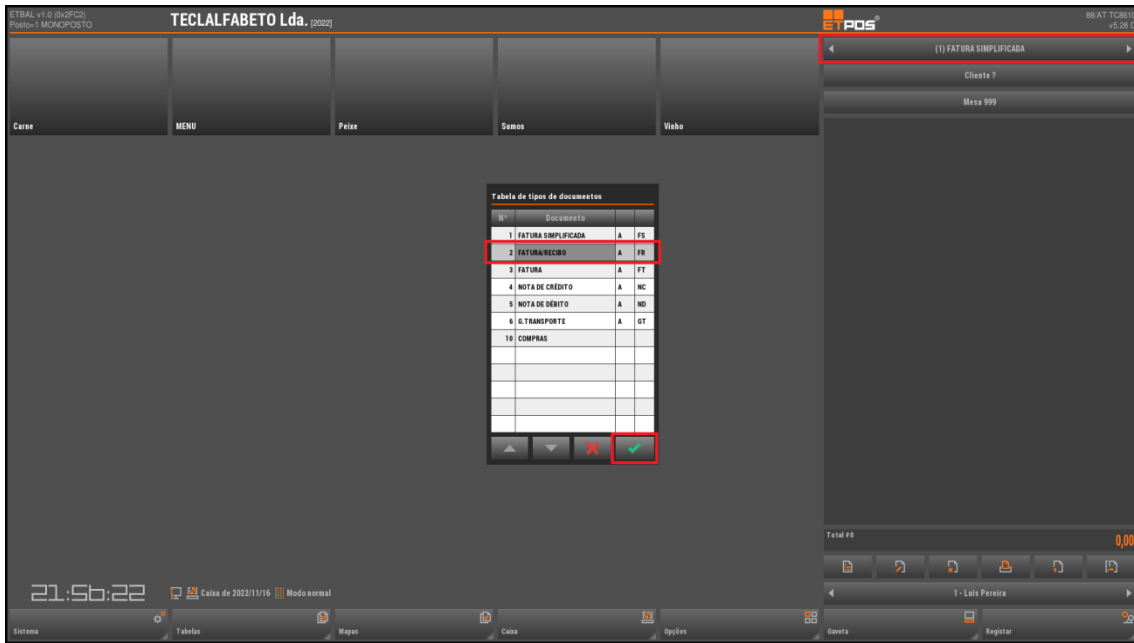 ETBAL v1.0 (0x2FC2)
Posto=1 MONOPOSTO
TECLALFABETO Lda. [2022]
ETPOS®
88/AT TC8610
v5.28 D
(1) FATURA SIMPLIFICADA
Cliente ?
Mesa 999
Carne
MENU
Peixe
Sumos
Vinho
Tabela de tipos de documentos
Nº Documento
1 FATURA SIMPLIFICADA A FS
2 FATURA/RECIBO A FR
3 FATURA A FT
4 NOTA DE CRÉDITO A NC
5 NOTA DE DÉBITO A ND
6 G.TRANSPORTE A GT
10 COMPRAS
Total #0
0,00
21:56:22
Caixa de 2022/11/16
Modo normal
1 - Luis Pereira
Sistema
Tabelas
Mapas
Caixa
Opções
Gaveta
Registar